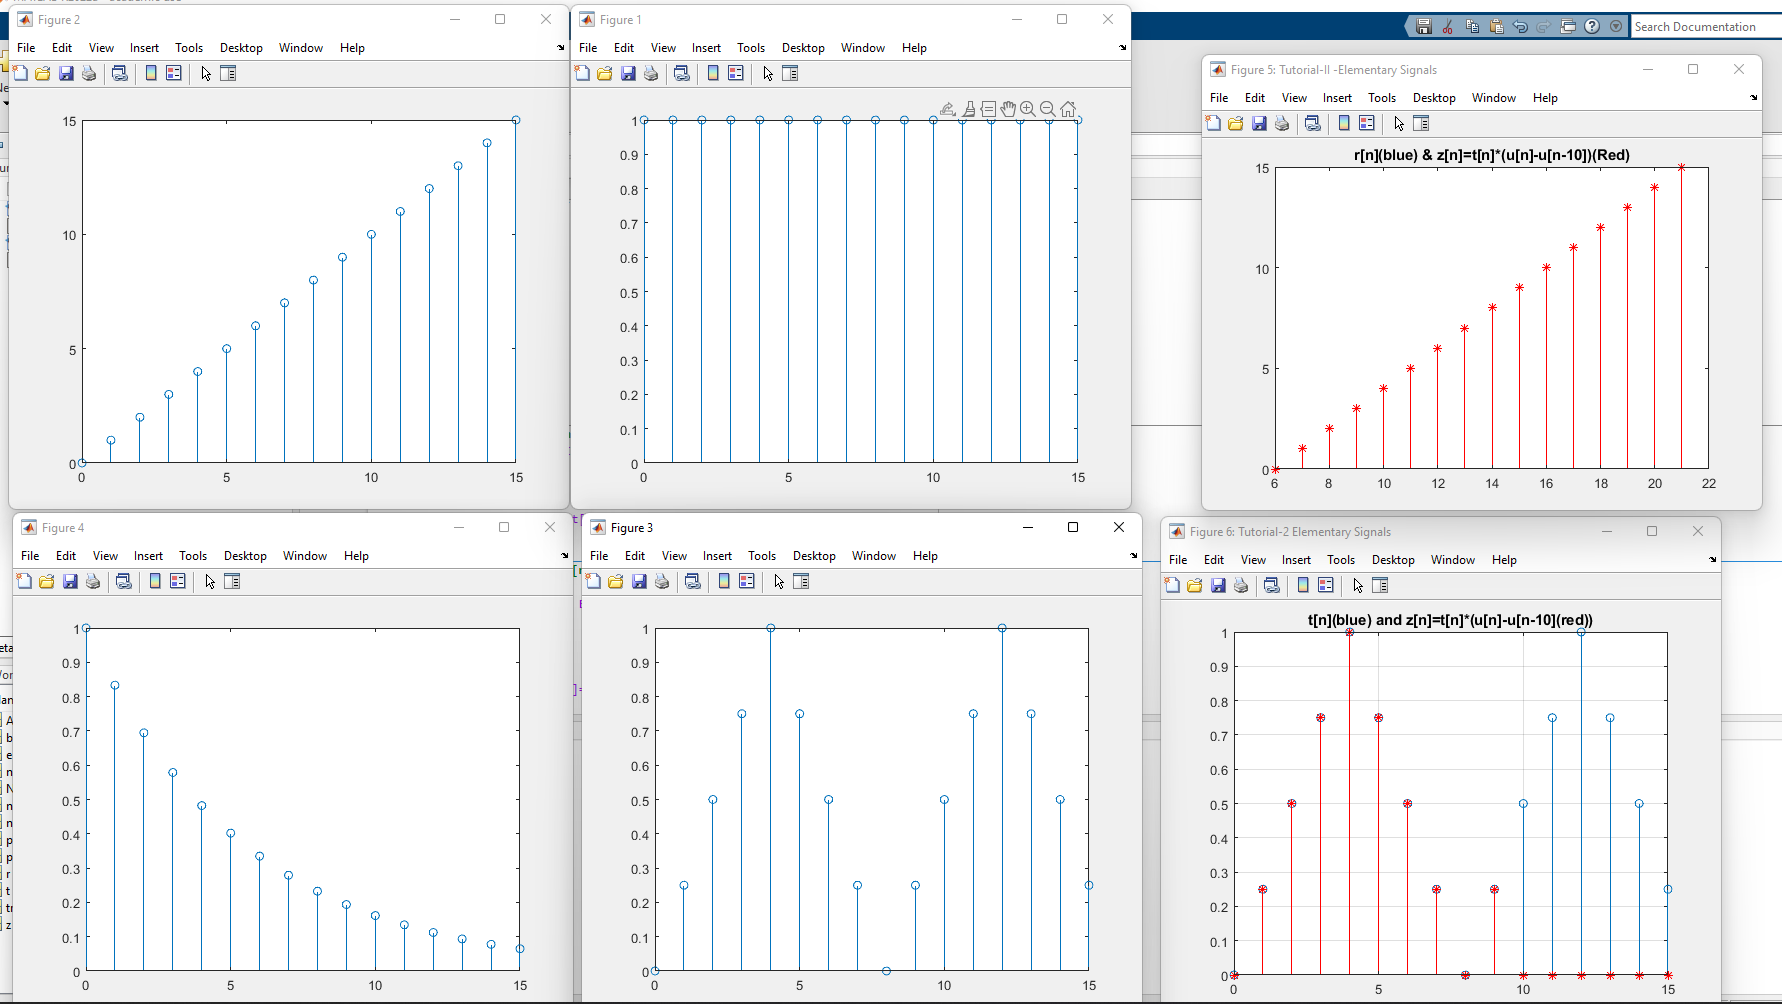 Search Documentation
Figure 2
File Edit View Insert Tools Desktop Window Help
15
10
5
0
0 5 10 15
Figure 1
File Edit View Insert Tools Desktop Window Help
1
0.9
0.8
0.7
0.6
0.5
0.4
0.3
0.2
0.1
0
0 5 10 15
Figure 5: Tutorial-II -Elementary Signals
File Edit View Insert Tools Desktop Window Help
r[n](blue) & z[n]=t[n]*(u[n]-u[n-10])(Red)
15
10
5
0
6 8 10 12 14 16 18 20 22
Figure 4
File Edit View Insert Tools Desktop Window Help
1
0.9
0.8
0.7
0.6
0.5
0.4
0.3
0.2
0.1
0
0 5 10 15
Figure 3
File Edit View Insert Tools Desktop Window Help
1
0.9
0.8
0.7
0.6
0.5
0.4
0.3
0.2
0.1
0
0 5 10 15
Figure 6: Tutorial-2 Elementary Signals
File Edit View Insert Tools Desktop Window Help
t[n](blue) and z[n]=t[n]*(u[n]-u[n-10](red))
1
0.9
0.8
0.7
0.6
0.5
0.4
0.3
0.2
0.1
0
0 5 10 15